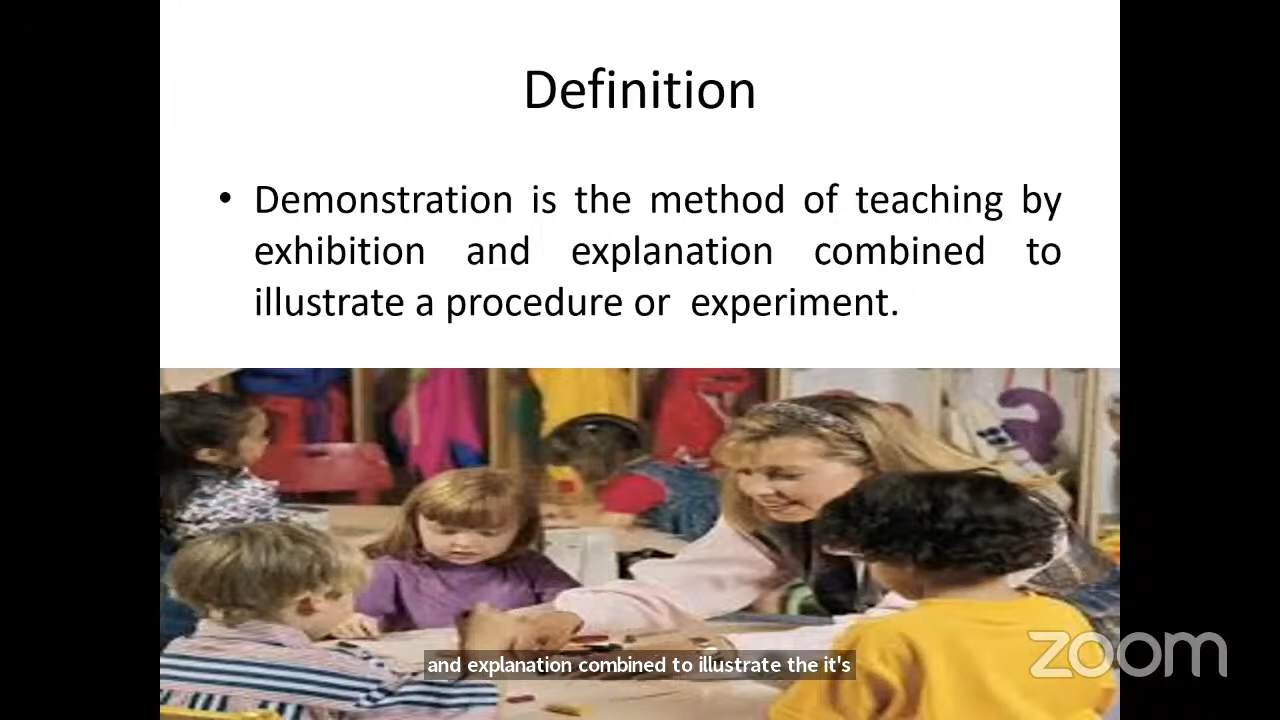 Definition
• Demonstration is the method of teaching by
exhibition and explanation combined to
illustrate a procedure or experiment.
zoom
and explanation combined to illustrate the it's